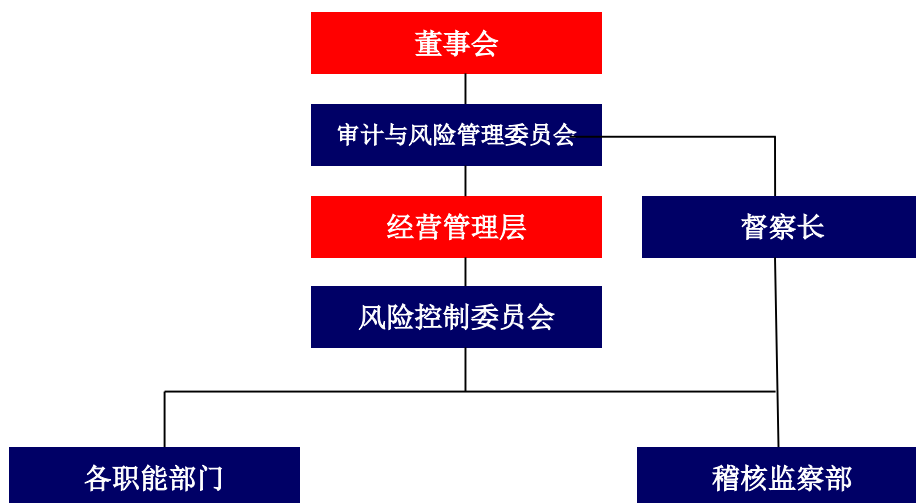 董事会
审计与风险管理委员会
经营管理层
督察长
风险控制委员会
各职能部门
稽核监察部